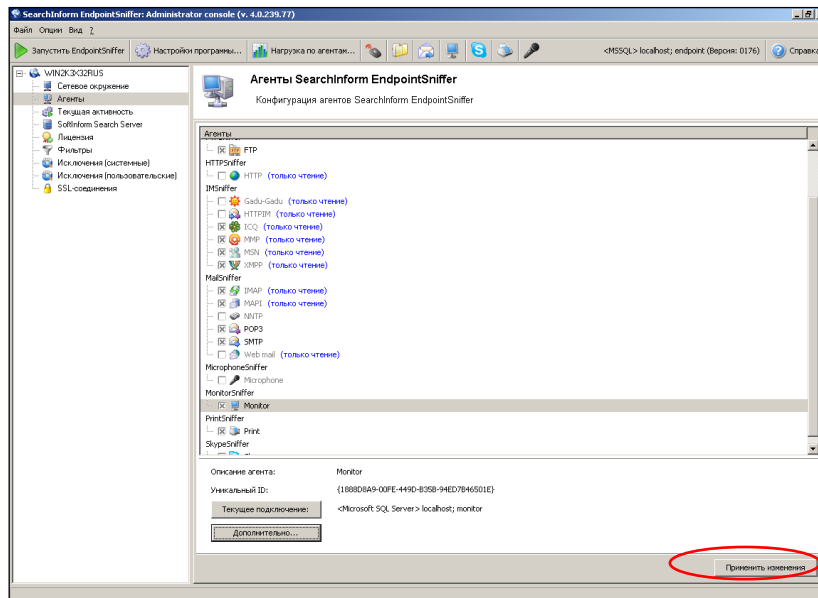 SearchInform EndpointSniffer: Administrator console (v. 4.0.239.77)
Файл Опции Вид ?
Запустить EndpointSniffer Настройки программы... Нагрузка по агентам... <MSSQL> localhost; endpoint (Версия: 0176) Справка
WIN2K3X32RUS
Сетевое окружение
Агенты
Текущая активность
SoftInform Search Server
Лицензия
Фильтры
Исключения (системные)
Исключения (пользовательские)
SSL-соединения
Агенты SearchInform EndpointSniffer
Конфигурация агентов SearchInform EndpointSniffer
Агенты
FTP
HTTPSniffer
HTTP (только чтение)
IMSniffer
Gadu-Gadu (только чтение)
HTTPIM (только чтение)
ICQ (только чтение)
MMP (только чтение)
MSN (только чтение)
XMPP (только чтение)
MailSniffer
IMAP (только чтение)
MAPI (только чтение)
NNTP
POP3
SMTP
Web mail (только чтение)
MicrophoneSniffer
Microphone
MonitorSniffer
Monitor
PrintSniffer
Print
SkypeSniffer
Описание агента: Monitor
Уникальный ID: {1888D8A9-00FE-449D-B35B-94ED7B46501E}
Текущее подключение: <Microsoft SQL Server> localhost; monitor
Дополнительно...
Применить изменения